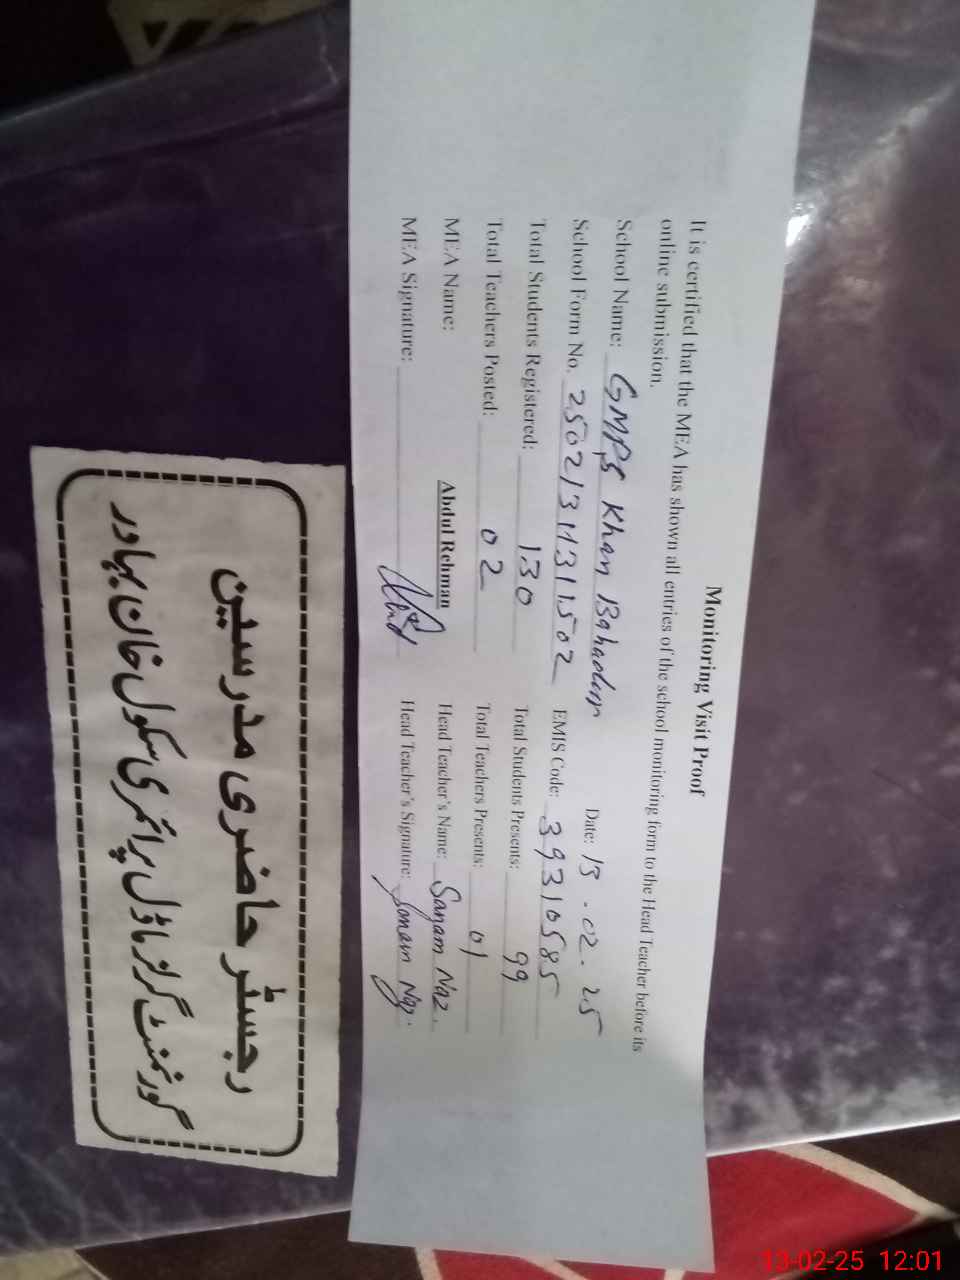 Monitoring Visit Proof
It is certified that the MEA has shown all entries of the school monitoring form to the Head Teacher before its
online submission.
School Name: GMPS Khan Bahadur Date: 13.02.25
School Form No. 25021313131502 EMIS Code: 39310585
Total Students Registered: 130 Total Students Presents: 99
Total Teachers Posted: 02 Total Teachers Presents: 01
MEA Name: Abdul Rehman Head Teacher's Name: Sanam Naz.
MEA Signature: Head Teacher's Signature: Sanam Naz.
رجسٹر حاضری مدرسین
گورنمنٹ گرلز ماڈل پرائمری سکول خان بہادر
13-02-25 12:01